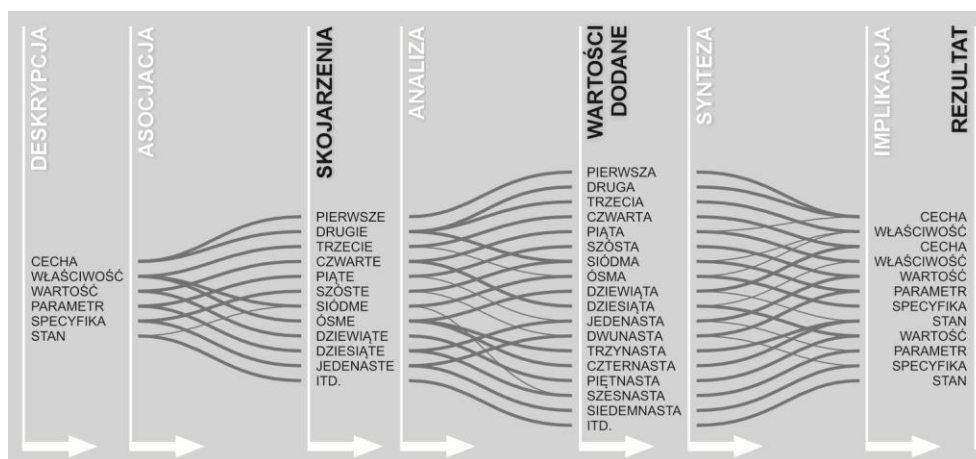 DESKRYPCJA
ASOCJACJA
SKOJARZENIA
ANALIZA
WARTOŚCI
DODANE
SYNTEZA
IMPLIKACJA
REZULTAT
CECHA
WŁAŚCIWOŚĆ
WARTOŚĆ
PARAMETR
SPECYFIKA
STAN
PIERWSZE
DRUGIE
TRZECIE
CZWARTE
PIĄTE
SZÒSTE
SIÓDME
ÓSME
DZIEWIĄTE
DZIESIĄTE
JEDENASTE
ITD.
PIERWSZA
DRUGA
TRZECIA
CZWARTA
PIĄTA
SZÒSTA
SIÓDMA
ÓSMA
DZIEWIĄTA
DZIESIĄTA
JEDENASTA
DWUNASTA
TRZYNASTA
CZTERNASTA
PIĘTNASTA
SZESNASTA
SIEDEMNASTA
ITD.
CECHA
WŁAŚCIWOŚĆ
CECHA
WŁAŚCIWOŚĆ
WARTOŚĆ
PARAMETR
SPECYFIKA
STAN
WARTOŚĆ
PARAMETR
SPECYFIKA
STAN